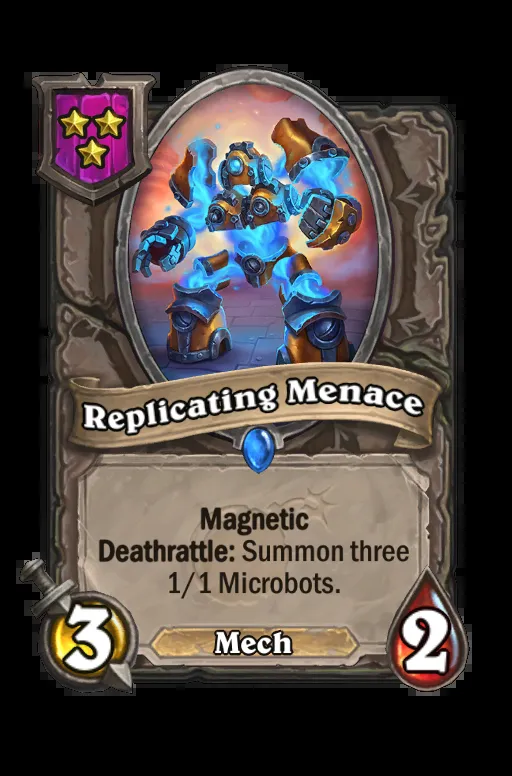 Replicating Menace
Magnetic
Deathrattle: Summon three
1/1 Microbots.
3
Mech
2